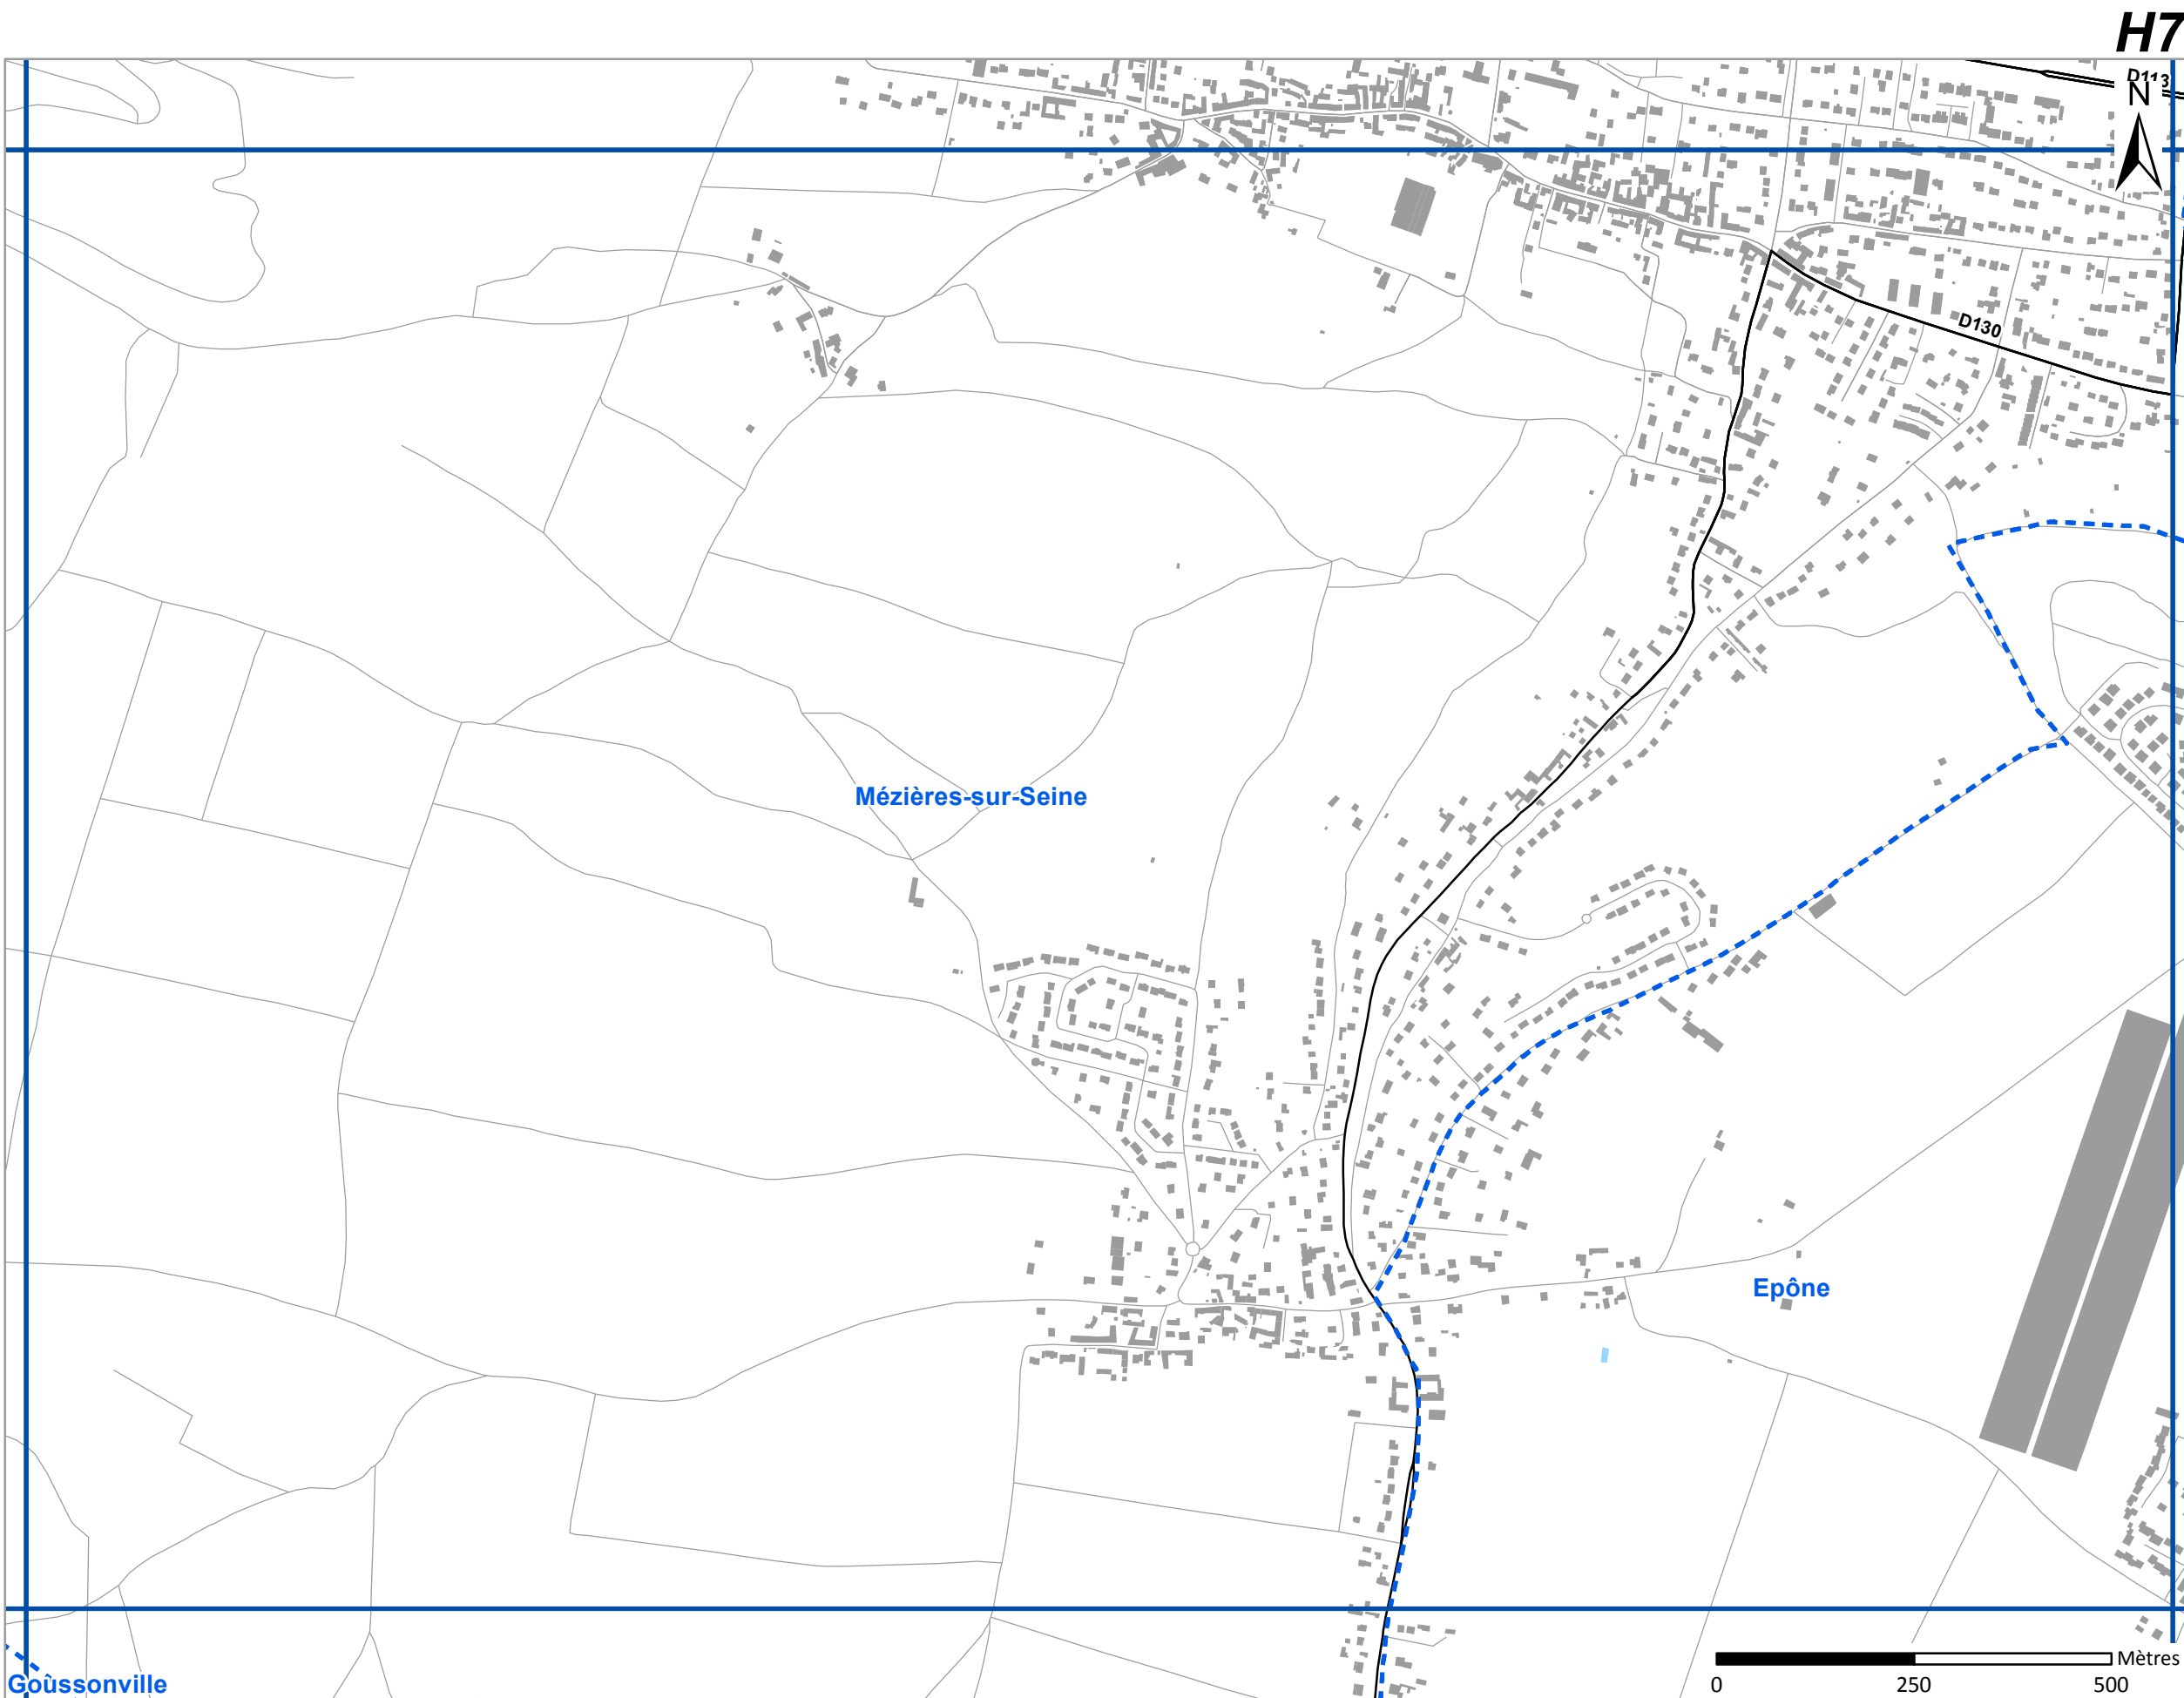 H7
D113
N
D130
Mézières-sur-Seine
Epône
Goussonville
Mètres
0 250 500